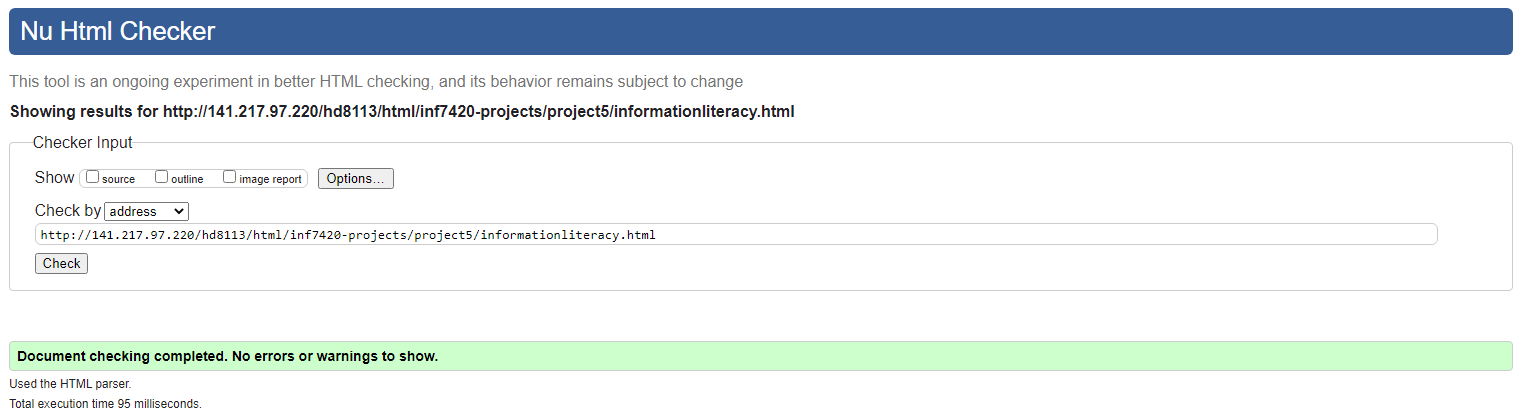 Nu Html Checker
This tool is an ongoing experiment in better HTML checking, and its behavior remains subject to change
Showing results for http://141.217.97.220/hd8113/html/inf7420-projects/project5/informationliteracy.html
Checker Input
Show source outline image report Options...
Check by address
http://141.217.97.220/hd8113/html/inf7420-projects/project5/informationliteracy.html
Check
Document checking completed. No errors or warnings to show.
Used the HTML parser.
Total execution time 95 milliseconds.